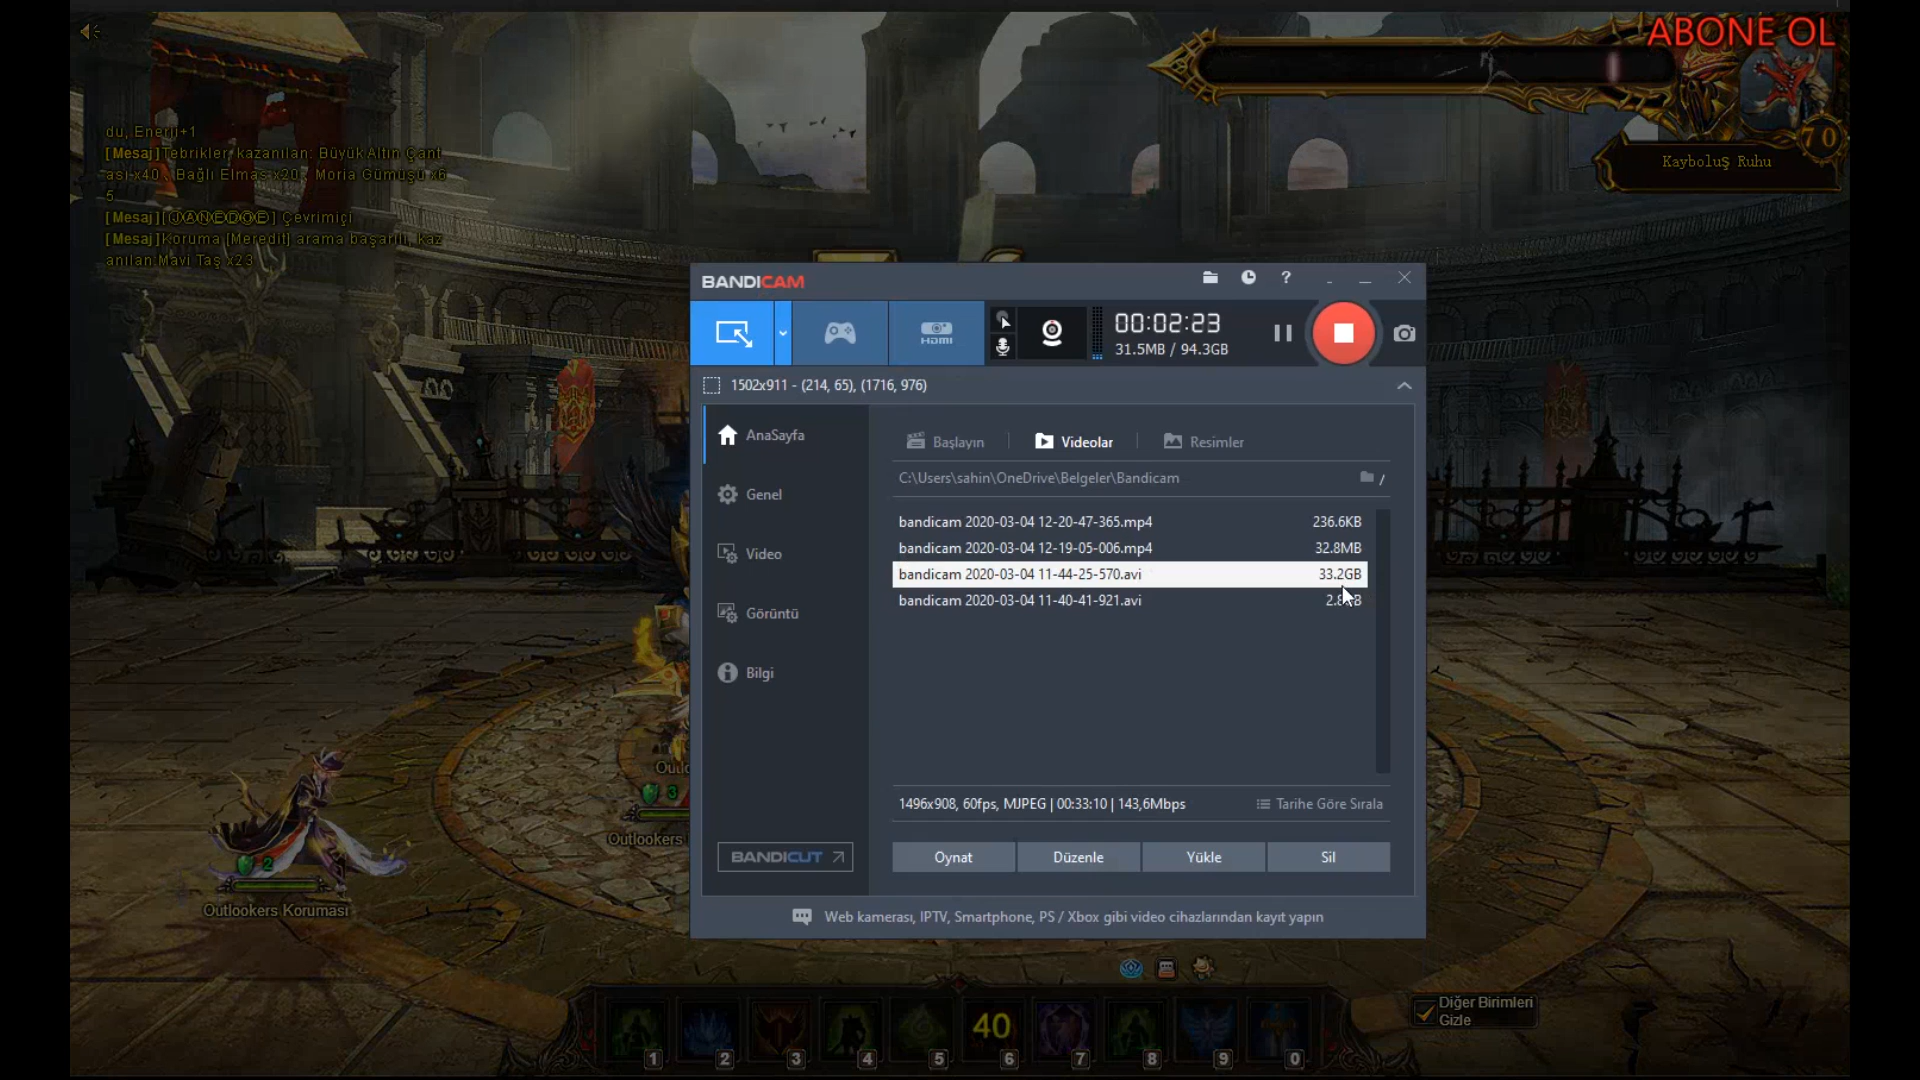 ABONE OL
70
Kayboluş Ruhu
du, Enerji+1
[Mesaj]Tebrikler, kazanılan: Büyük Altın Çant
ası x40 , Bağlı Elmas x20 , Moria Gümüşü x6
5
[Mesaj][ⒿⒶⓃⒺⒹⓄⒺ] Çevrimiçi
[Mesaj]Koruma [Meredit] arama başarılı, kaz
anılan Mavi Taş x23
BANDICAM
?
HDMI
00:02:23
31.5MB / 94.3GB
1502x911 - (214, 65), (1716, 976)
AnaSayfa
Genel
Video
Görüntü
Bilgi
BANDICUT
Başlayın
Videolar
Resimler
C:\Users\sahin\OneDrive\Belgeler\Bandicam
/
bandicam 2020-03-04 12-20-47-365.mp4 236.6KB
bandicam 2020-03-04 12-19-05-006.mp4 32.8MB
bandicam 2020-03-04 11-44-25-570.avi 33.2GB
bandicam 2020-03-04 11-40-41-921.avi
1496x908, 60fps, MJPEG | 00:33:10 | 143,6Mbps
Tarihe Göre Sırala
Oynat
Düzenle
Yükle
Sil
Web kamerası, IPTV, Smartphone, PS / Xbox gibi video cihazlarından kayıt yapın
3
Outlookers
2
Outlookers Koruması
40
1 2 3 4 5 6 7 8 9 0
Diğer Birimleri
Gizle